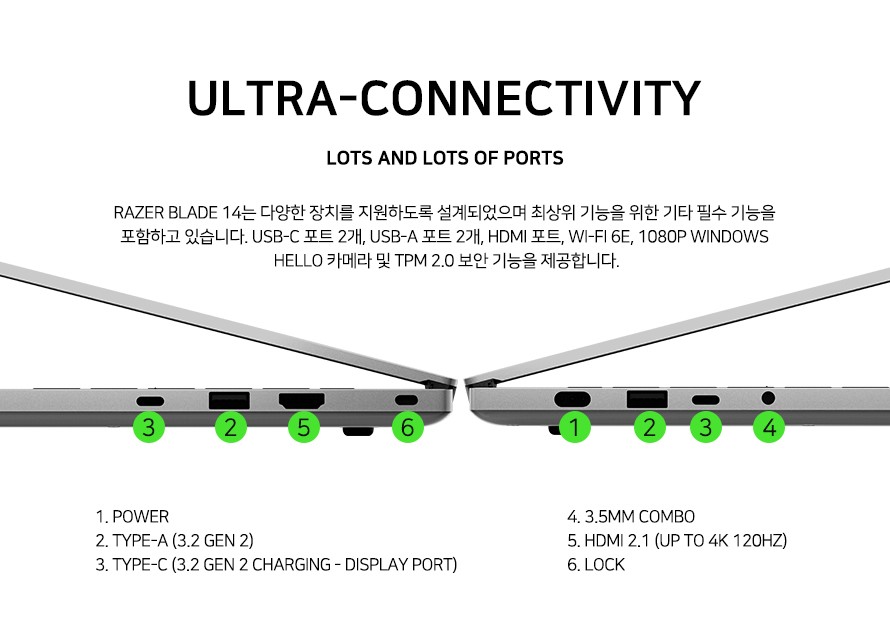 ULTRA-CONNECTIVITY
LOTS AND LOTS OF PORTS
RAZER BLADE 14는 다양한 장치를 지원하도록 설계되었으며 최상위 기능을 위한 기타 필수 기능을
포함하고 있습니다. USB-C 포트 2개, USB-A 포트 2개, HDMI 포트, WI-FI 6E, 1080P WINDOWS
HELLO 카메라 및 TPM 2.0 보안 기능을 제공합니다.
3 2 5 6 1 2 3 4
1. POWER
2. TYPE-A (3.2 GEN 2)
3. TYPE-C (3.2 GEN 2 CHARGING - DISPLAY PORT)
4. 3.5MM COMBO
5. HDMI 2.1 (UP TO 4K 120HZ)
6. LOCK